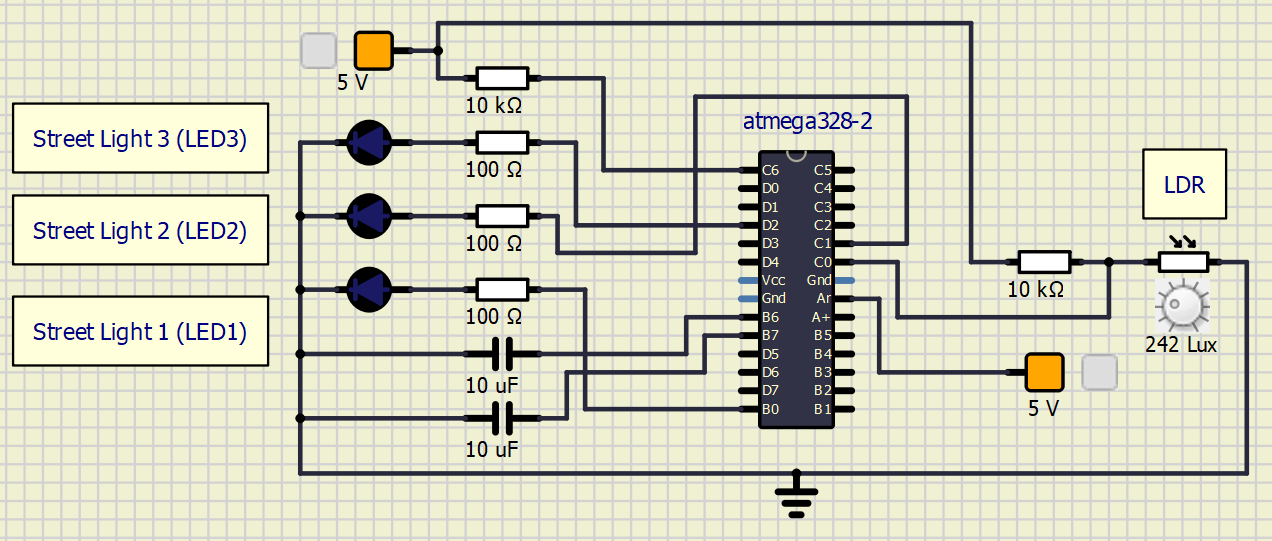 5 V
10 kΩ
Street Light 3 (LED3)
100 Ω
Street Light 2 (LED2)
100 Ω
Street Light 1 (LED1)
100 Ω
10 uF
10 uF
atmega328-2
C6 C5
D0 C4
D1 C3
D2 C2
D3 C1
D4 C0
Vcc Gnd
Gnd Ar
B6 A+
B7 B5
D5 B4
D6 B3
D7 B2
B0 B1
LDR
10 kΩ
242 Lux
5 V